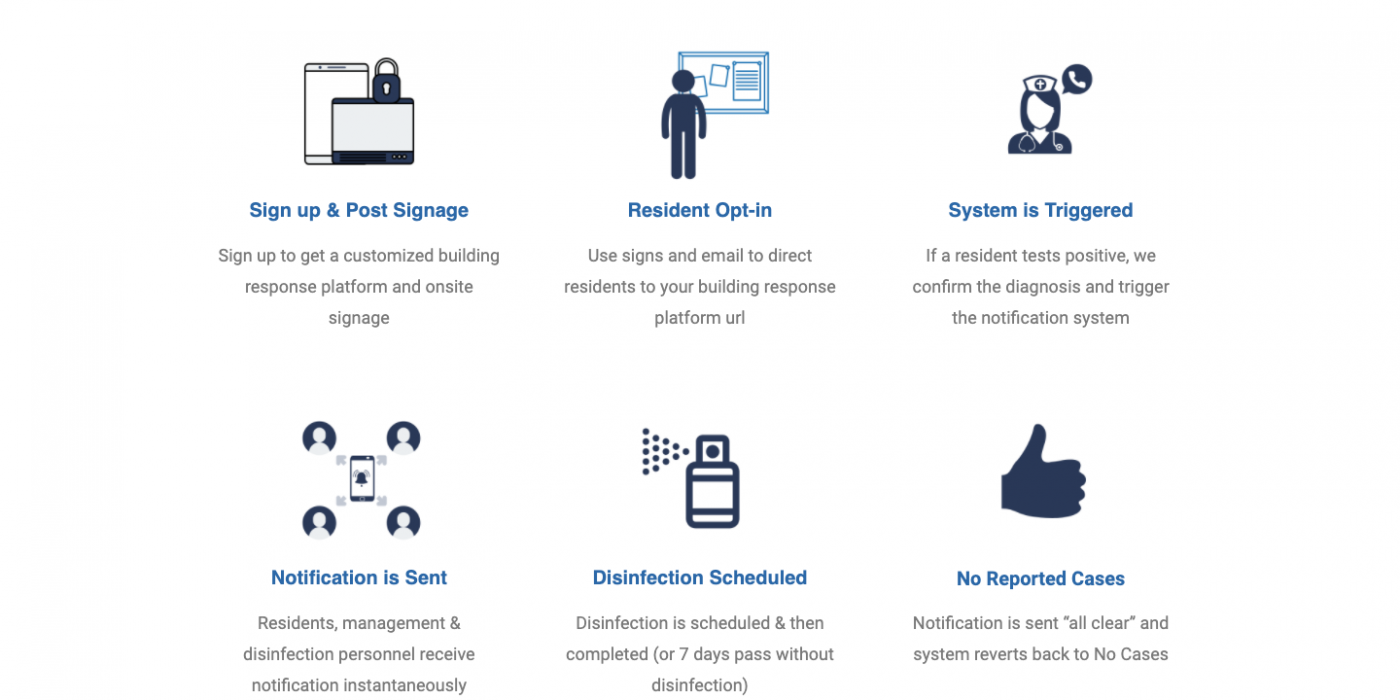 Sign up & Post Signage
Sign up to get a customized building
response platform and onsite
signage
Resident Opt-in
Use signs and email to direct
residents to your building response
platform url
System is Triggered
If a resident tests positive, we
confirm the diagnosis and trigger
the notification system
Notification is Sent
Residents, management &
disinfection personnel receive
notification instantaneously
Disinfection Scheduled
Disinfection is scheduled & then
completed (or 7 days pass without
disinfection)
No Reported Cases
Notification is sent “all clear” and
system reverts back to No Cases